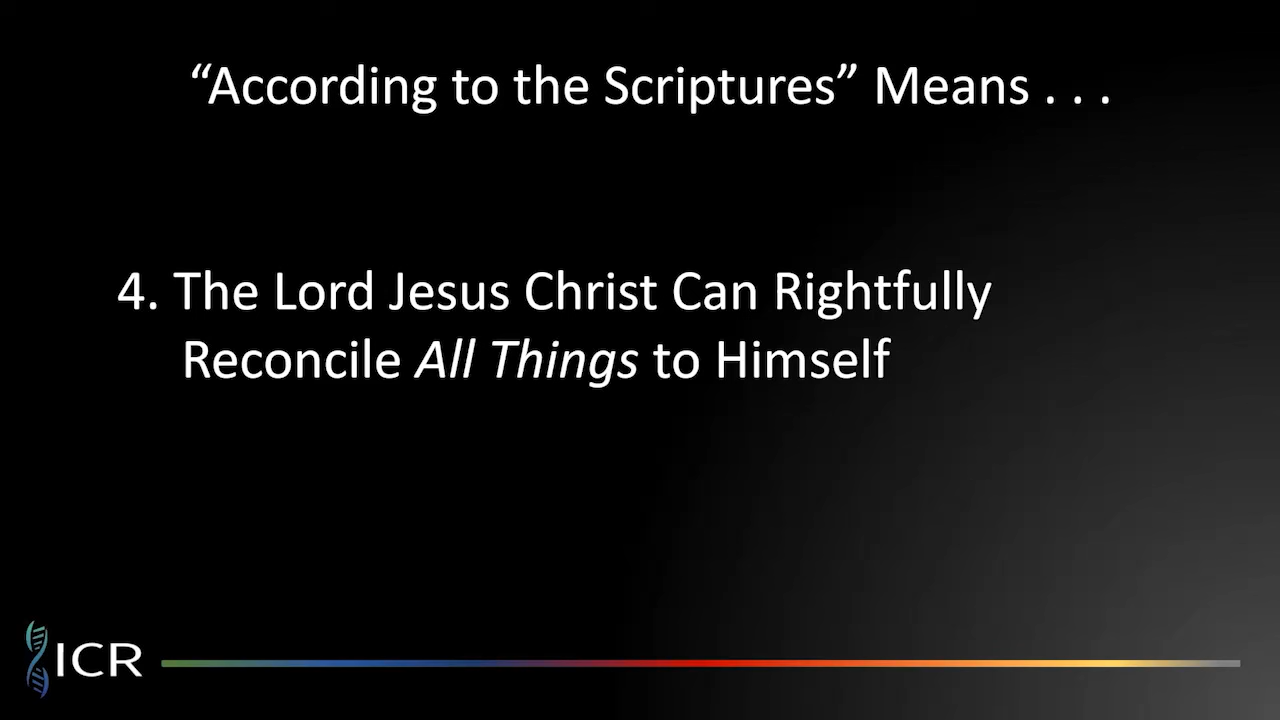 “According to the Scriptures” Means . . .
4. The Lord Jesus Christ Can Rightfully
Reconcile All Things to Himself
ICR